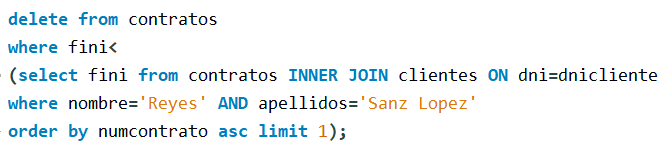 delete from contratos
where fini<
(select fini from contratos INNER JOIN clientes ON dni=dnicliente
where nombre='Reyes' AND apellidos='Sanz Lopez'
order by numcontrato asc limit 1);